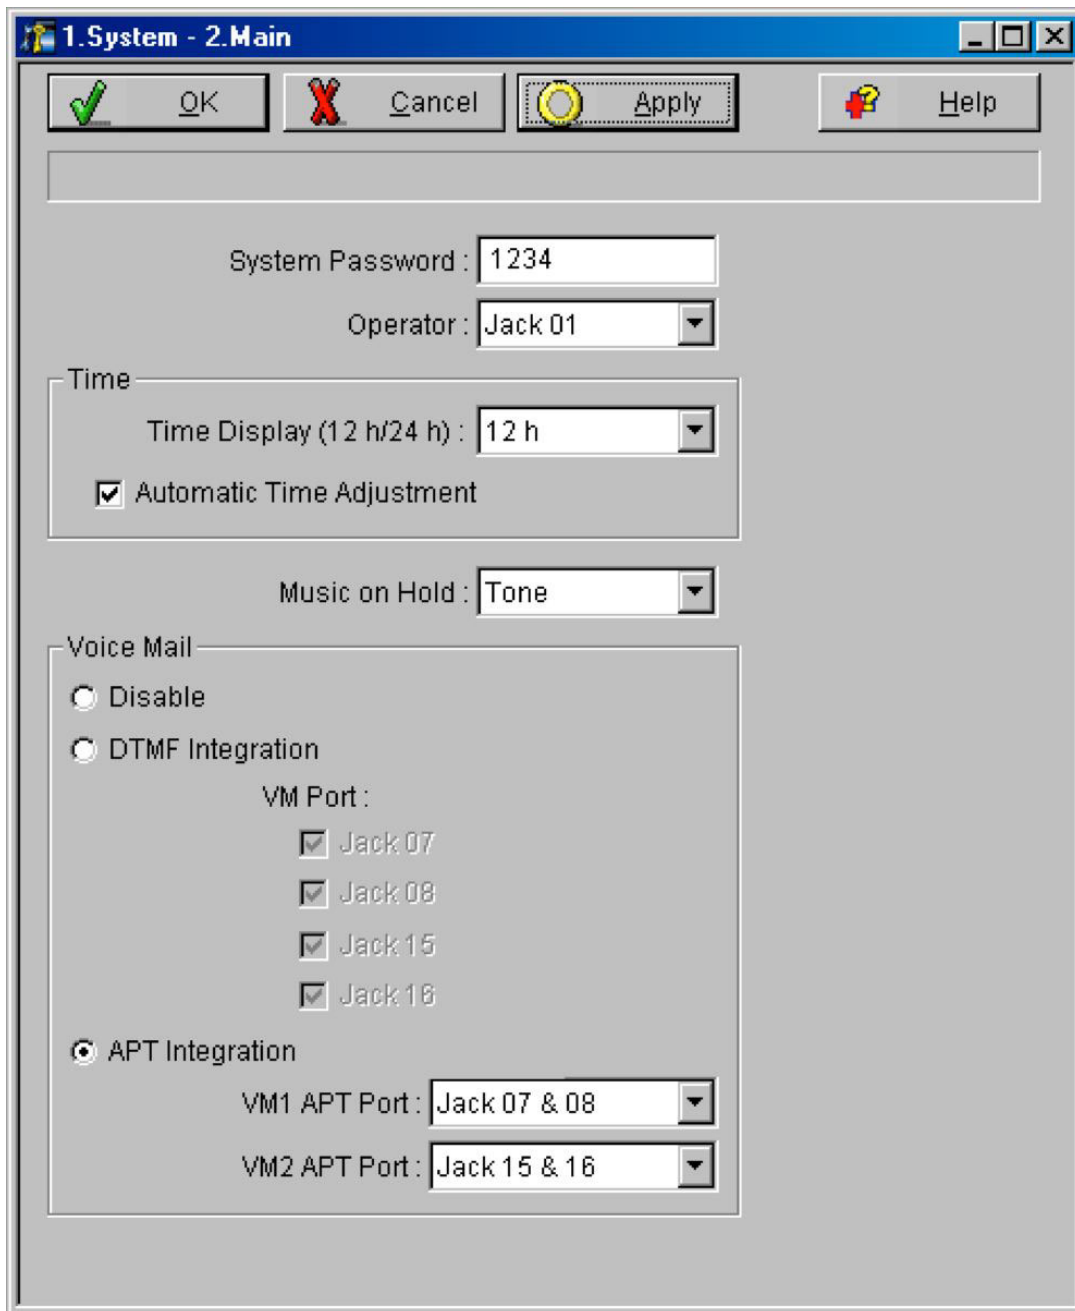 1.System - 2.Main
OK Cancel Apply Help
System Password : 1234
Operator : Jack 01
Time
Time Display (12 h/24 h) : 12 h
Automatic Time Adjustment
Music on Hold : Tone
Voice Mail
Disable
DTMF Integration
VM Port :
Jack 07
Jack 08
Jack 15
Jack 16
APT Integration
VM1 APT Port : Jack 07 & 08
VM2 APT Port : Jack 15 & 16